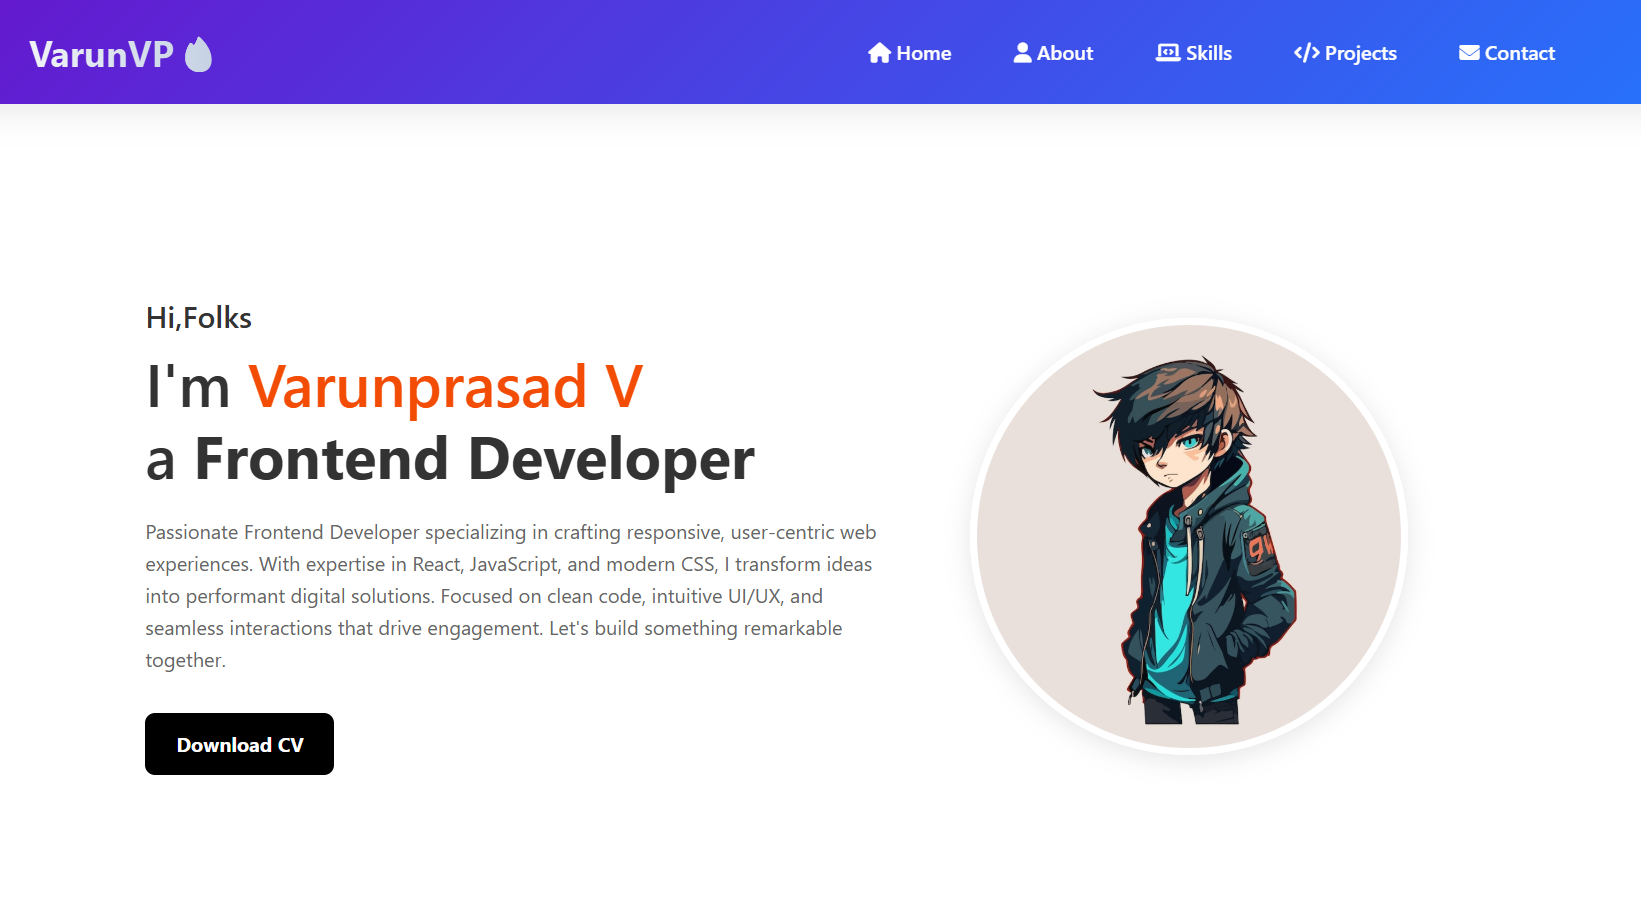 VarunVP
Home
About
Skills
Projects
Contact
Hi,Folks
I'm Varunprasad V
a Frontend Developer
Passionate Frontend Developer specializing in crafting responsive, user-centric web
experiences. With expertise in React, JavaScript, and modern CSS, I transform ideas
into performant digital solutions. Focused on clean code, intuitive UI/UX, and
seamless interactions that drive engagement. Let's build something remarkable
together.
Download CV